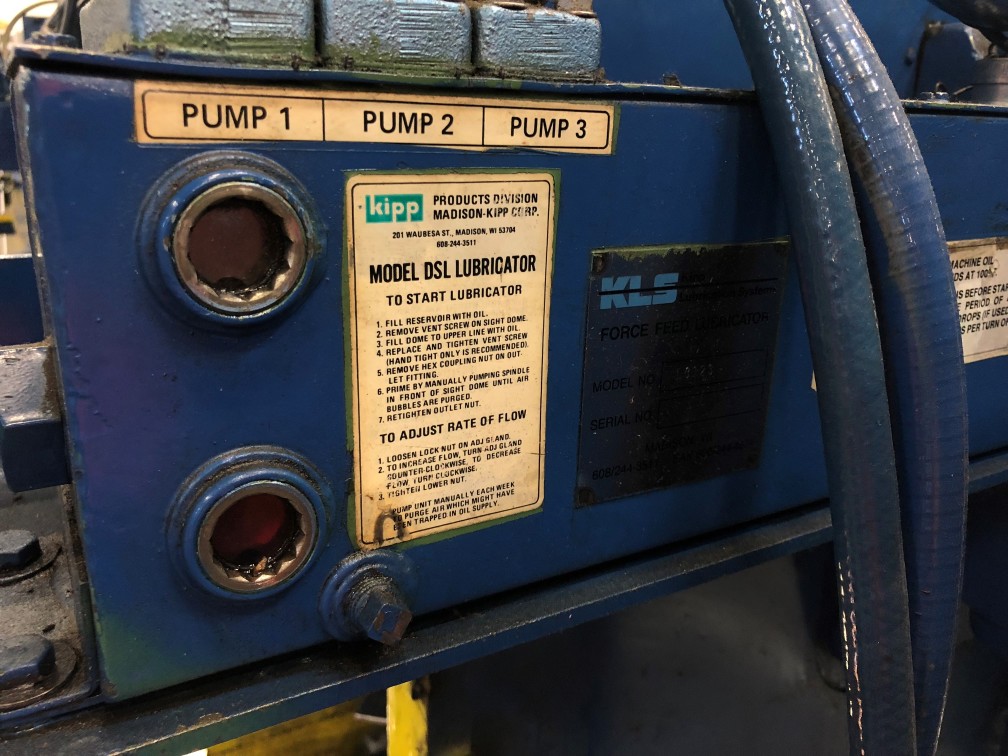 PUMP 1 PUMP 2 PUMP 3
kipp
PRODUCTS DIVISION
MADISON-KIPP CORP.
201 WAUBESA ST., MADISON, WI 53704
608-244-3511
MODEL DSL LUBRICATOR
TO START LUBRICATOR
1. FILL RESERVOIR WITH OIL.
2. REMOVE VENT SCREW ON SIGHT DOME.
3. FILL DOME TO UPPER LINE WITH OIL.
4. REPLACE AND TIGHTEN VENT SCREW
(HAND TIGHT ONLY IS RECOMMENDED).
5. REMOVE HEX COUPLING NUT ON OUT-
LET FITTING.
6. PRIME BY MANUALLY PUMPING SPINDLE
IN FRONT OF SIGHT DOME UNTIL AIR
BUBBLES ARE PURGED.
7. RETIGHTEN OUTLET NUT.
TO ADJUST RATE OF FLOW
1. LOOSEN LOCK NUT ON ADJ GLAND.
2. TO INCREASE FLOW, TURN ADJ GLAND
COUNTER-CLOCKWISE, TO DECREASE
FLOW, TURN CLOCKWISE.
3. TIGHTEN LOWER NUT.
PUMP UNIT MANUALLY EACH WEEK
TO PURGE AIR WHICH MIGHT HAVE
BEEN TRAPPED IN OIL SUPPLY.
KLS
Lubrication Systems
FORCE FEED LUBRICATOR
MODEL NO.
SERIAL NO.
608/244-3511
MACHINE OIL
DS AT 100
S BEFORE STAR
PERIOD OF
DROPS (IF USED
S PER TURN O